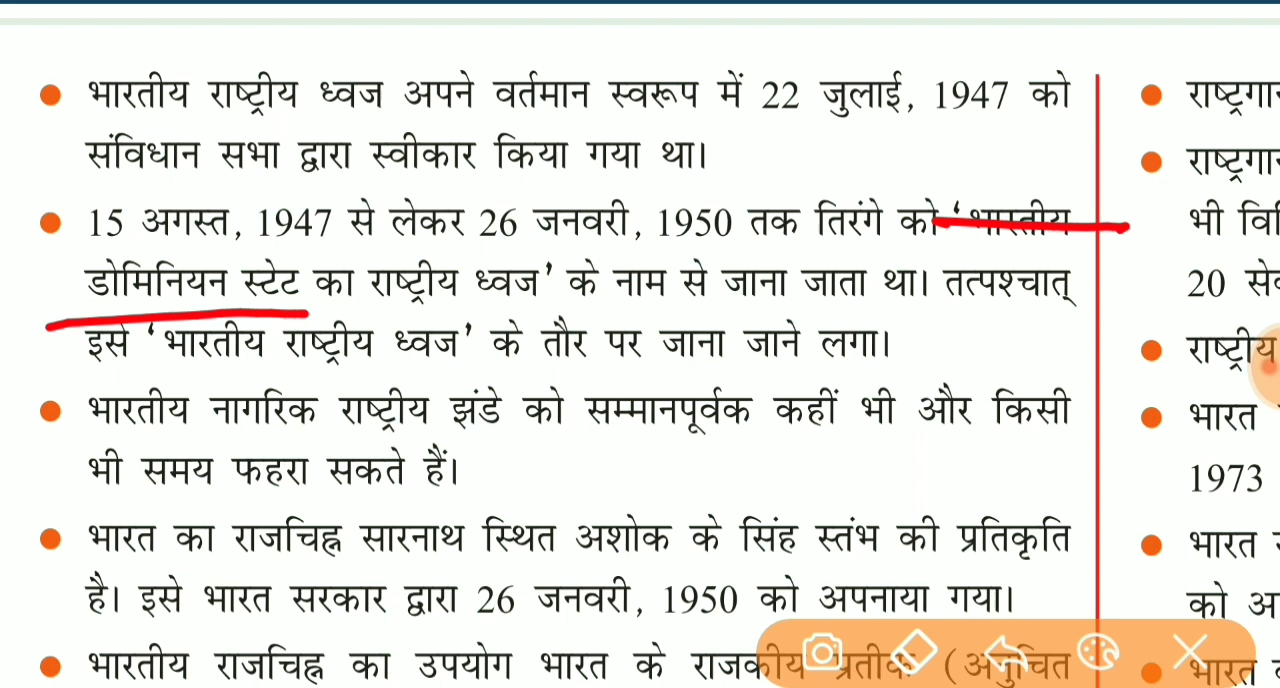 भारतीय राष्ट्रीय ध्वज अपने वर्तमान स्वरूप में 22 जुलाई, 1947 को
संविधान सभा द्वारा स्वीकार किया गया था।
15 अगस्त, 1947 से लेकर 26 जनवरी, 1950 तक तिरंगे को ‘भारतीय
डोमिनियन स्टेट का राष्ट्रीय ध्वज’ के नाम से जाना जाता था। तत्पश्चात्
इसे ‘भारतीय राष्ट्रीय ध्वज’ के तौर पर जाना जाने लगा।
भारतीय नागरिक राष्ट्रीय झंडे को सम्मानपूर्वक कहीं भी और किसी
भी समय फहरा सकते हैं।
भारत का राजचिह्न सारनाथ स्थित अशोक के सिंह स्तंभ की प्रतिकृति
है। इसे भारत सरकार द्वारा 26 जनवरी, 1950 को अपनाया गया।
भारतीय राजचिह्न का उपयोग भारत के राजकीय प्रतीक (अनुचित
भी
20
राष्ट्रीय
भारत
1973
भारत
को
भारत